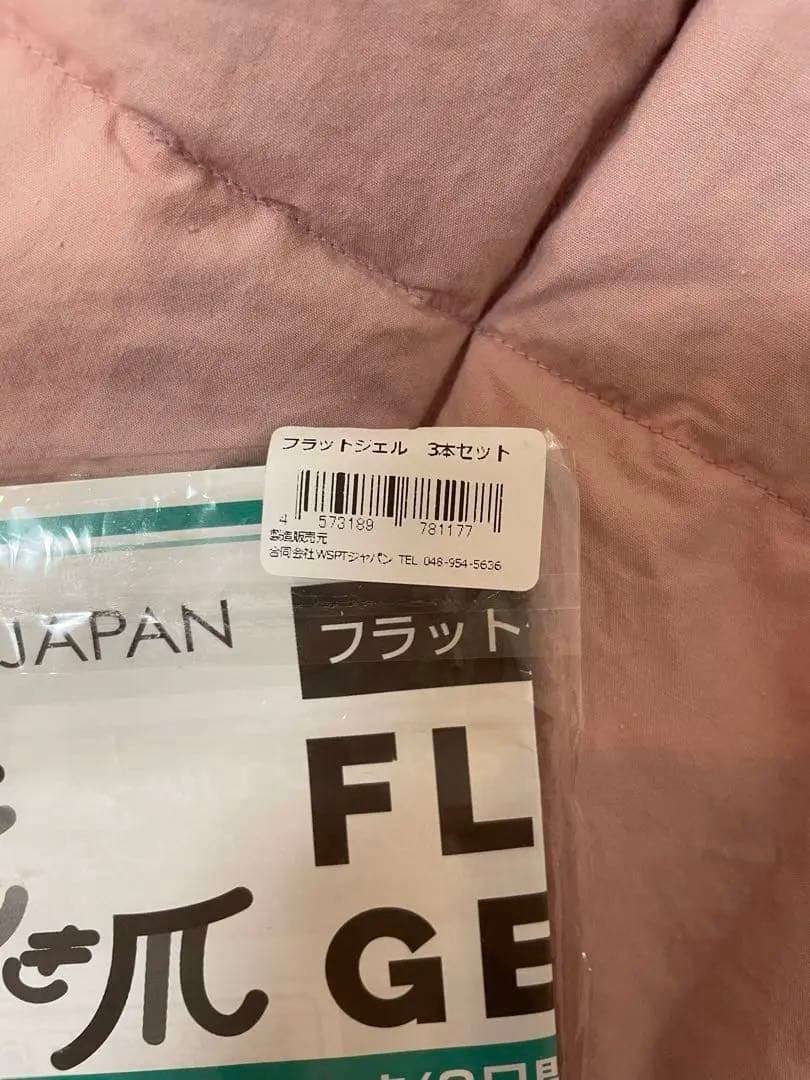 フラットジェル 3本セット
4 573189 781177
製造販売元
合同会社WSPTジャパン TEL 048-954-5636
JAPAN
フラット
FL
き爪
GE